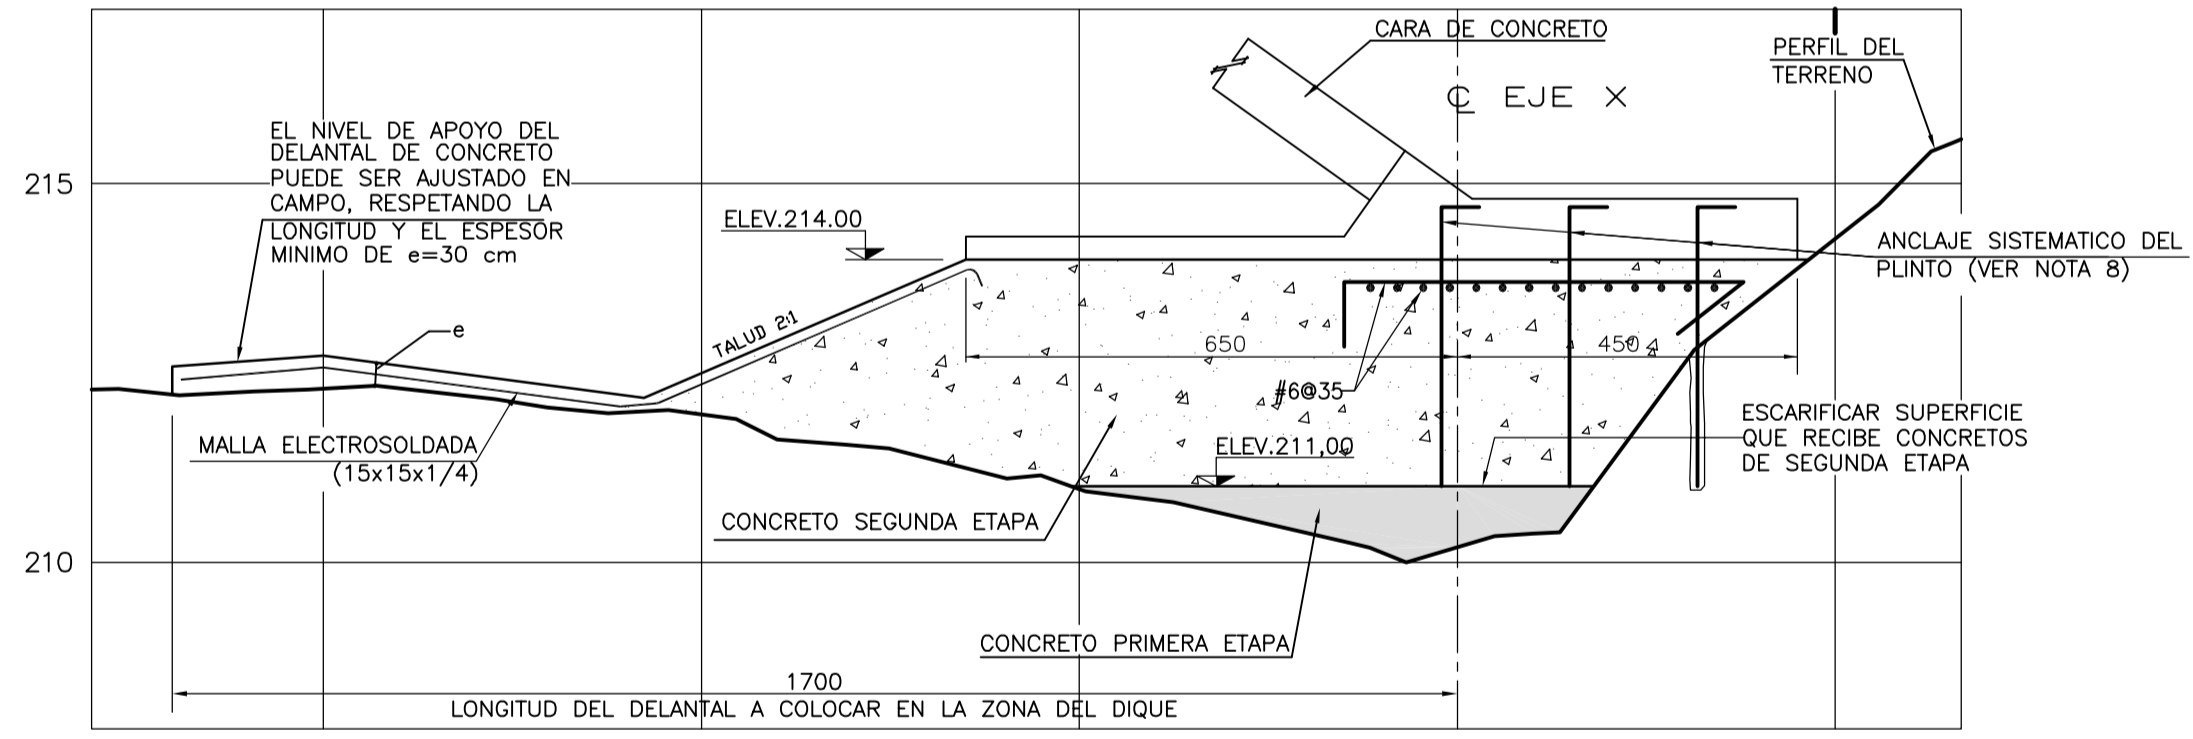 CARA DE CONCRETO
PERFIL DEL
TERRENO
℄ EJE X
EL NIVEL DE APOYO DEL
DELANTAL DE CONCRETO
PUEDE SER AJUSTADO EN
CAMPO, RESPETANDO LA
LONGITUD Y EL ESPESOR
MINIMO DE e=30 cm
215
ELEV.214.00
ANCLAJE SISTEMATICO DEL
PLINTO (VER NOTA 8)
e
TALUD 2:1
650
450
#6@35
MALLA ELECTROSOLDADA
(15x15x1/4)
ELEV.211,00
ESCARIFICAR SUPERFICIE
QUE RECIBE CONCRETOS
DE SEGUNDA ETAPA
CONCRETO SEGUNDA ETAPA
210
CONCRETO PRIMERA ETAPA
1700
LONGITUD DEL DELANTAL A COLOCAR EN LA ZONA DEL DIQUE